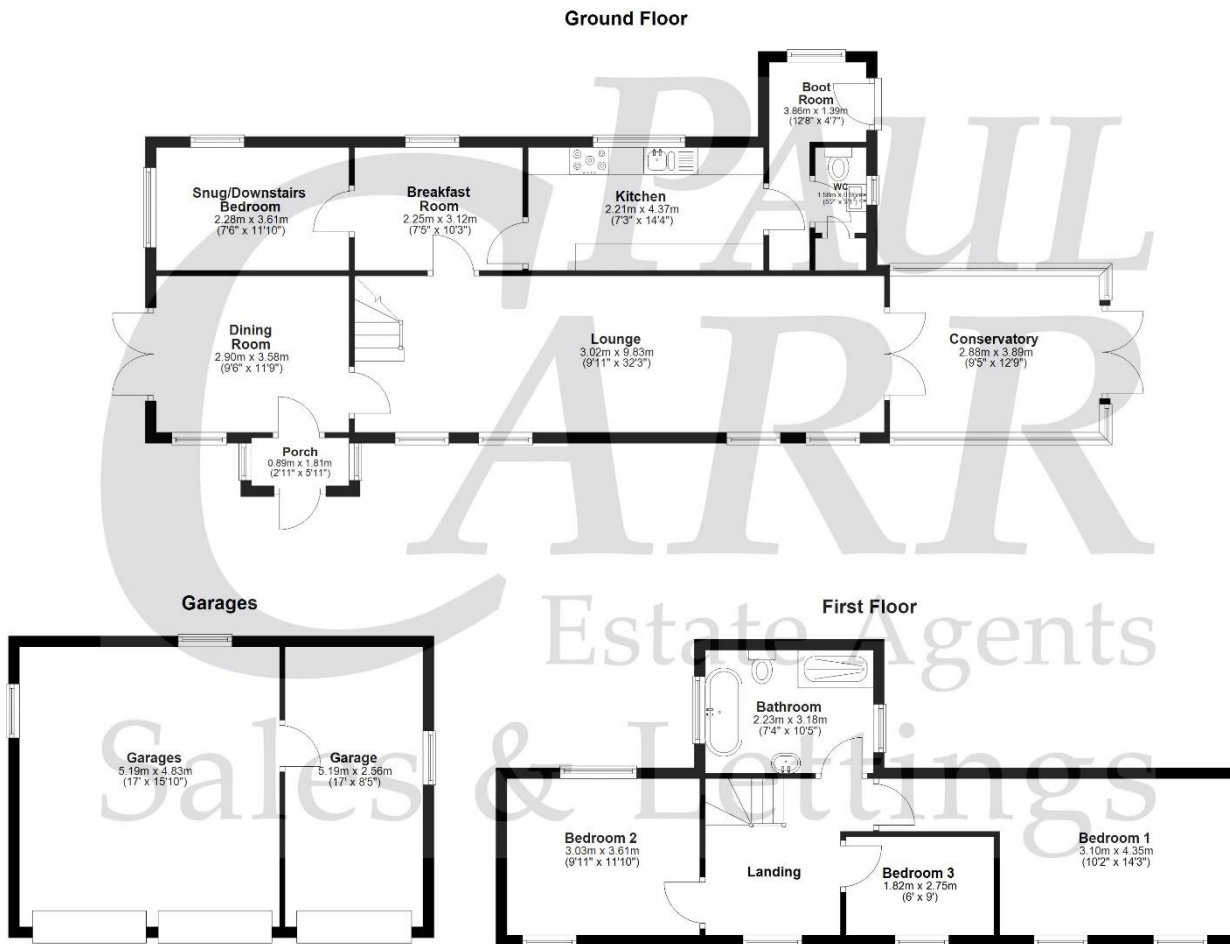 Ground Floor
PAUL
CARR
Estate Agents
Sales & Lettings
Boot
Room
3.86m x 1.39m
(12'8" x 4'7")
Snug/Downstairs
Bedroom
2.28m x 3.61m
(7'6" x 11'10")
Breakfast
Room
2.25m x 3.12m
(7'5" x 10'3")
Kitchen
2.21m x 4.37m
(7'3" x 14'4")
WC
Dining
Room
2.90m x 3.58m
(9'6" x 11'9")
Lounge
3.02m x 9.83m
(9'11" x 32'3")
Conservatory
2.88m x 3.89m
(9'5" x 12'9")
Porch
0.89m x 1.81m
(2'11" x 5'11")
Garages
Garages
5.19m x 4.83m
(17' x 15'10")
Garage
5.19m x 2.56m
(17' x 8'5")
First Floor
Bathroom
2.23m x 3.18m
(7'4" x 10'5")
Bedroom 2
3.03m x 3.61m
(9'11" x 11'10")
Landing
Bedroom 3
1.82m x 2.75m
(6' x 9')
Bedroom 1
3.10m x 4.35m
(10'2" x 14'3")